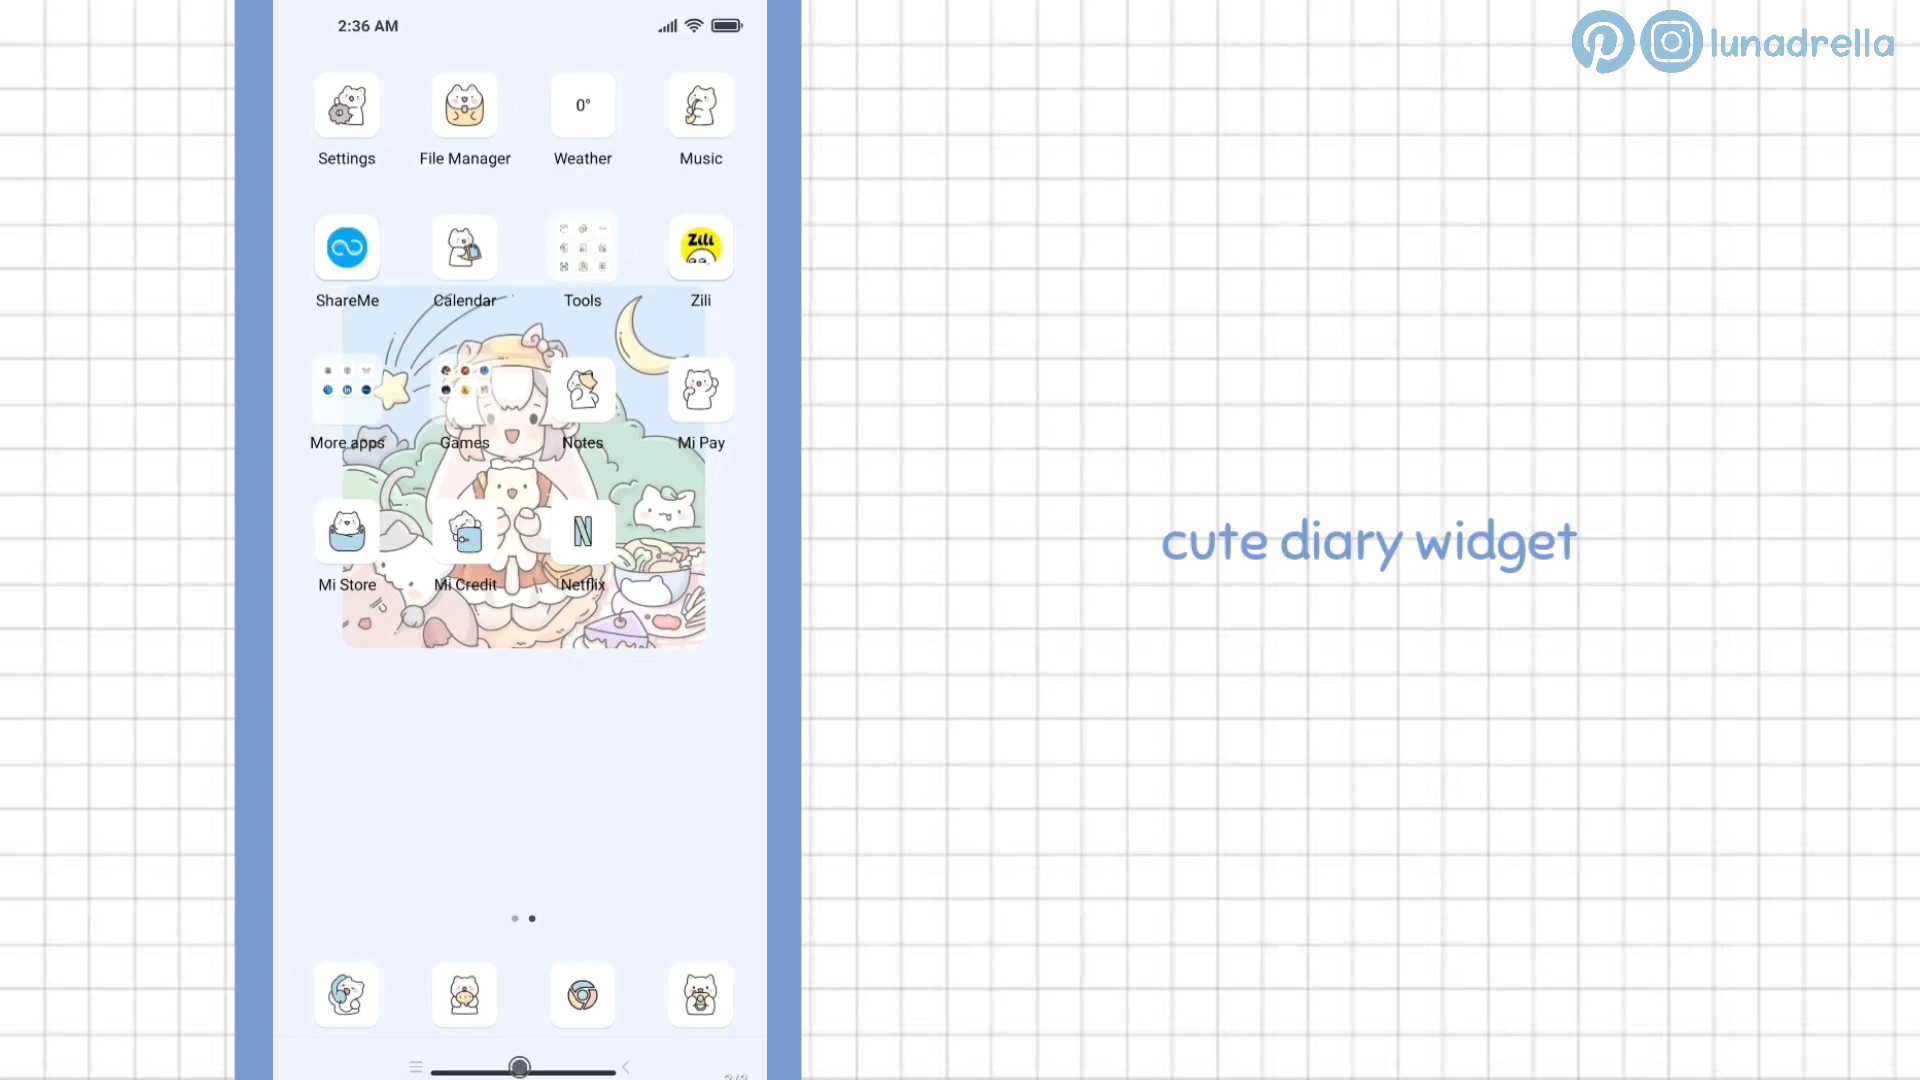 lunadrella
2:36 AM
0°
Settings
File Manager
Weather
Music
Zili
ShareMe
Calendar
Tools
Zili
More apps
Games
Notes
Mi Pay
N
Mi Store
Mi Credit
Netflix
cute diary widget